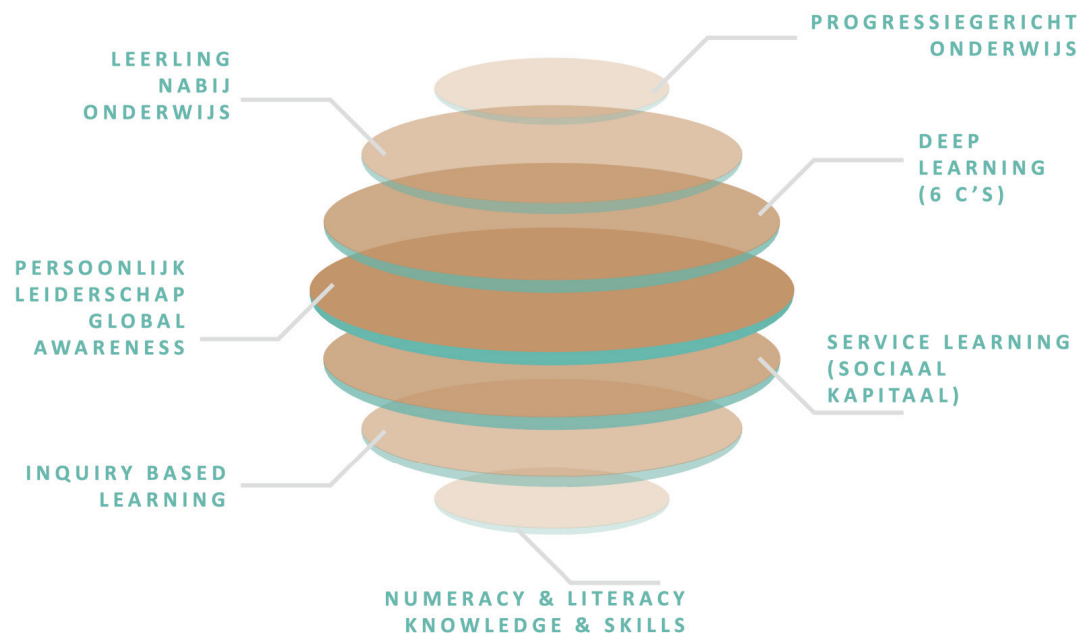 PROGRESSIEGERICHT
ONDERWIJS
LEERLING
NABIJ
ONDERWIJS
DEEP
LEARNING
(6 C'S)
PERSOONLIJK
LEIDERSCHAP
GLOBAL
AWARENESS
SERVICE LEARNING
(SOCIAAL
KAPITAAL)
INQUIRY BASED
LEARNING
NUMERACY & LITERACY
KNOWLEDGE & SKILLS